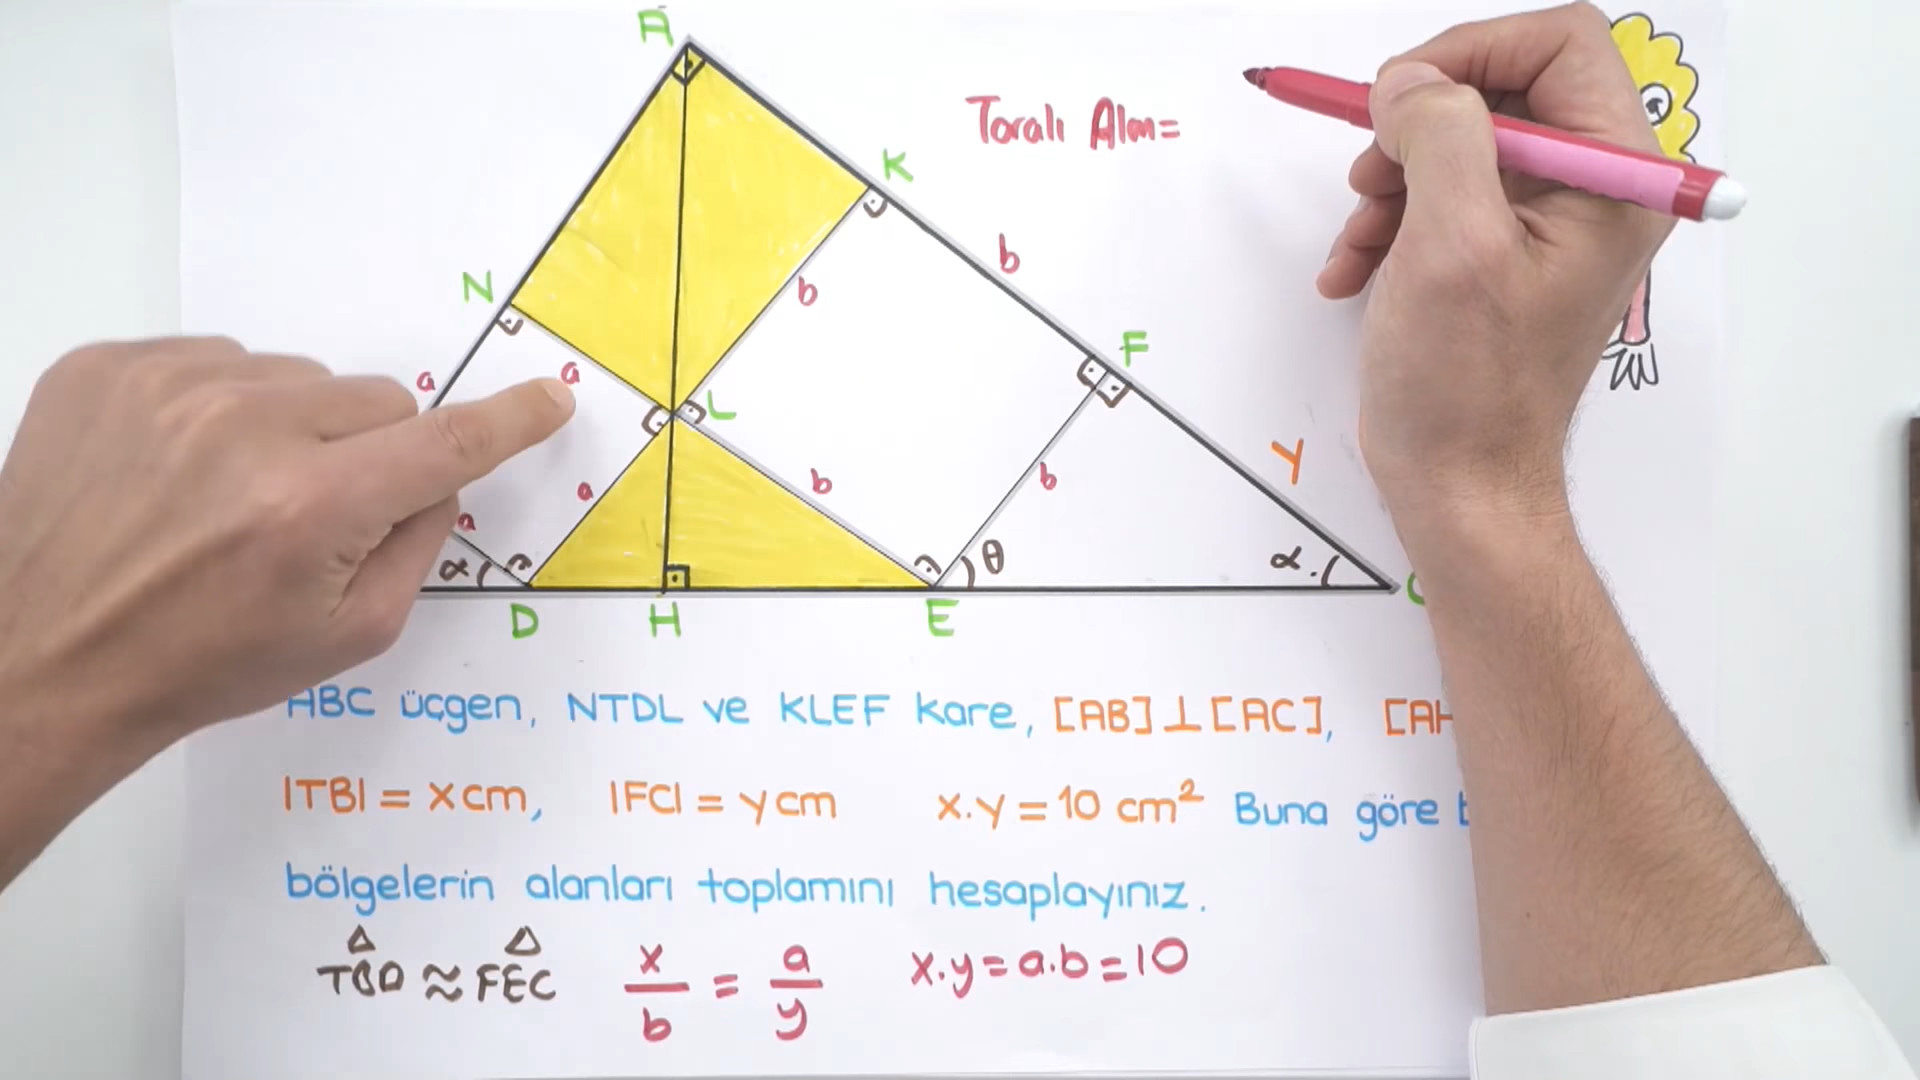 A
Taralı Alan=
K
N
b
b
F
a
a
L
Y
a
b
b
a
α
θ
α
D
H
E
ABC üçgen, NTDL ve KLEF kare, [AB]⊥[AC], [AH
|TB| = x cm, |FC| = y cm x.y = 10 cm² Buna göre
bölgelerin alanları toplamını hesaplayınız.
TBD ≈ FEC x/b = a/y x.y = a.b = 10